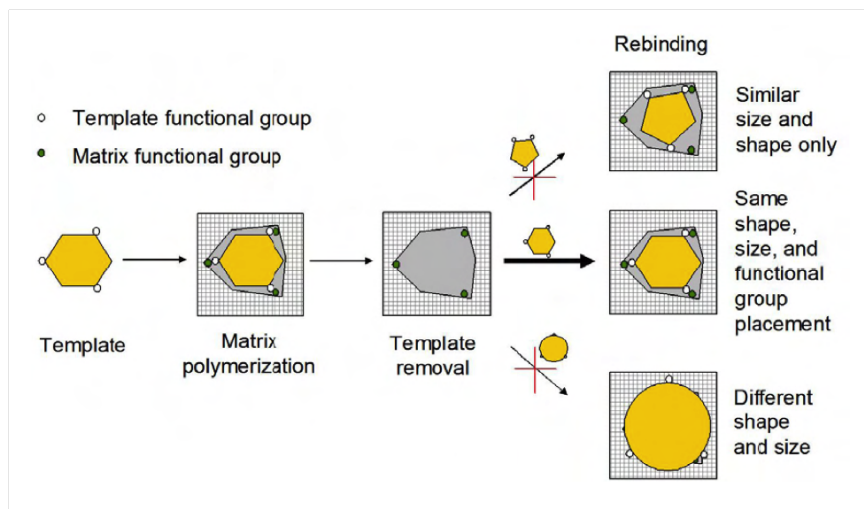 Rebinding
Template functional group
Matrix functional group
Similar
size and
shape only
Same
shape,
size, and
functional
group
placement
Template
Matrix
polymerization
Template
removal
Different
shape
and size